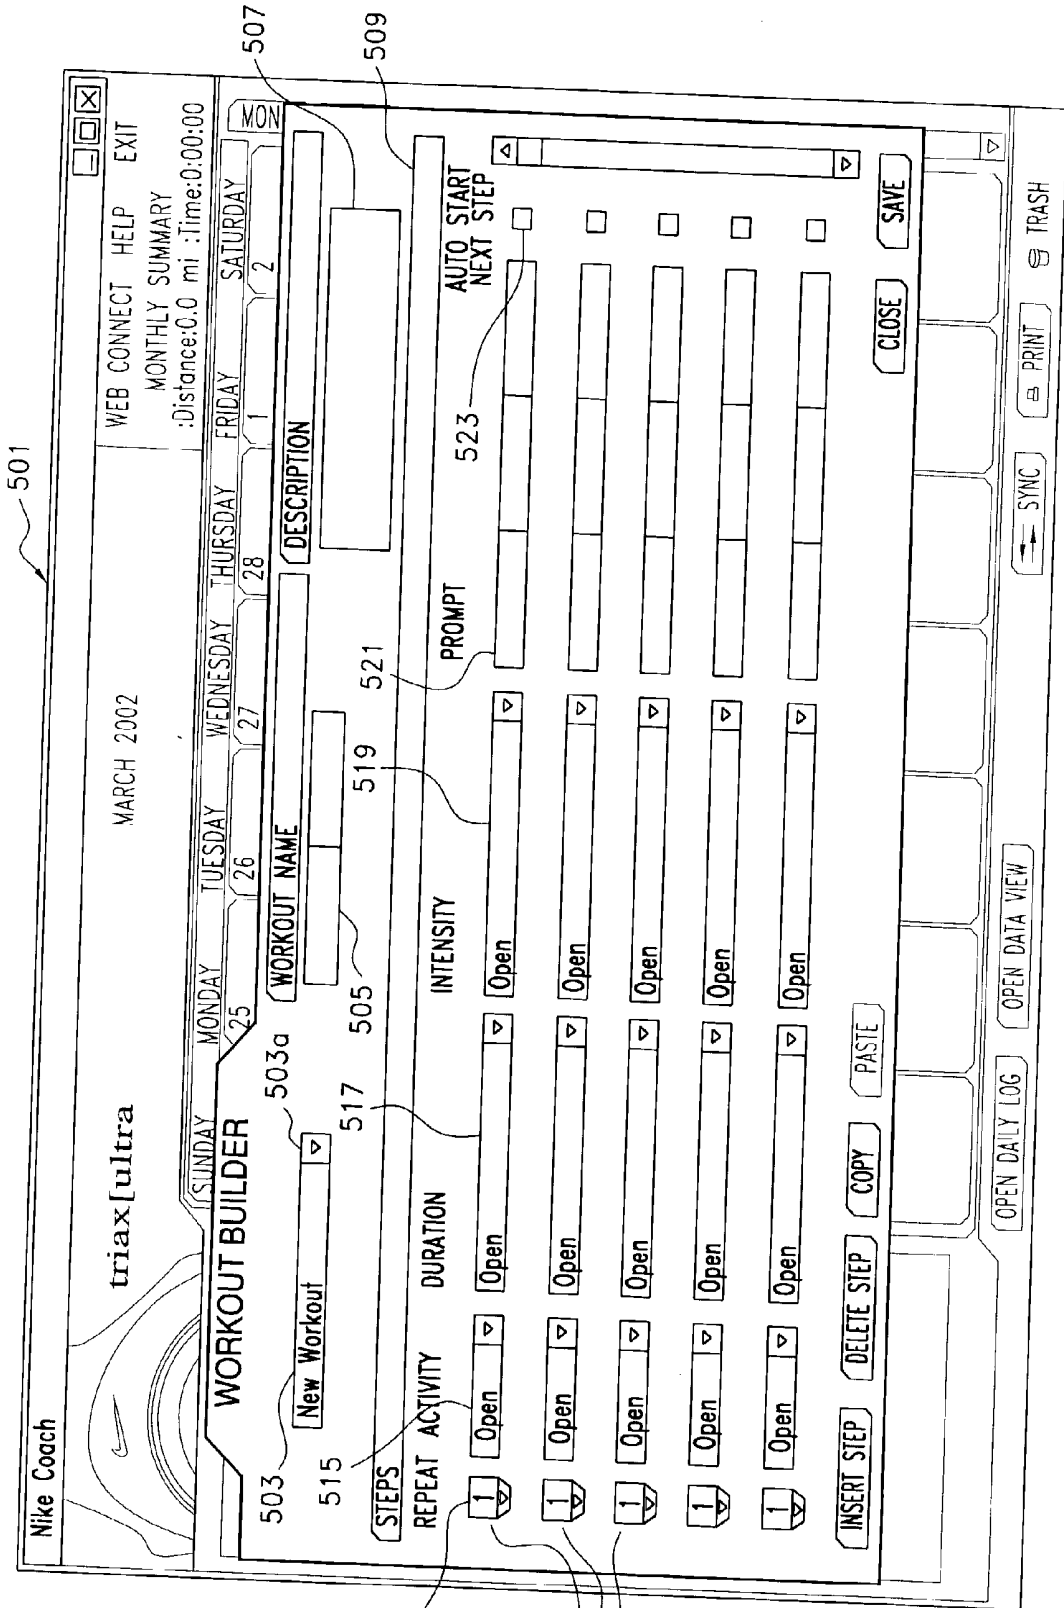 501
Nike Coach
triax[ultra
MARCH 2002
WEB CONNECT HELP EXIT
MONTHLY SUMMARY
:Distance:0.0 mi :Time:0:00:00
SUNDAY MONDAY TUESDAY WEDNESDAY THURSDAY FRIDAY SATURDAY
25 26 27 28 1 2 MON
507
WORKOUT BUILDER
WORKOUT NAME DESCRIPTION
503 New Workout 503a
505
509
STEPS
515 517 519 521 523
REPEAT ACTIVITY DURATION INTENSITY PROMPT AUTO START
NEXT STEP
1 Open Open Open
1 Open Open Open
1 Open Open Open
1 Open Open Open
1 Open Open Open
INSERT STEP DELETE STEP COPY PASTE CLOSE SAVE
OPEN DAILY LOG OPEN DATA VIEW SYNC PRINT TRASH